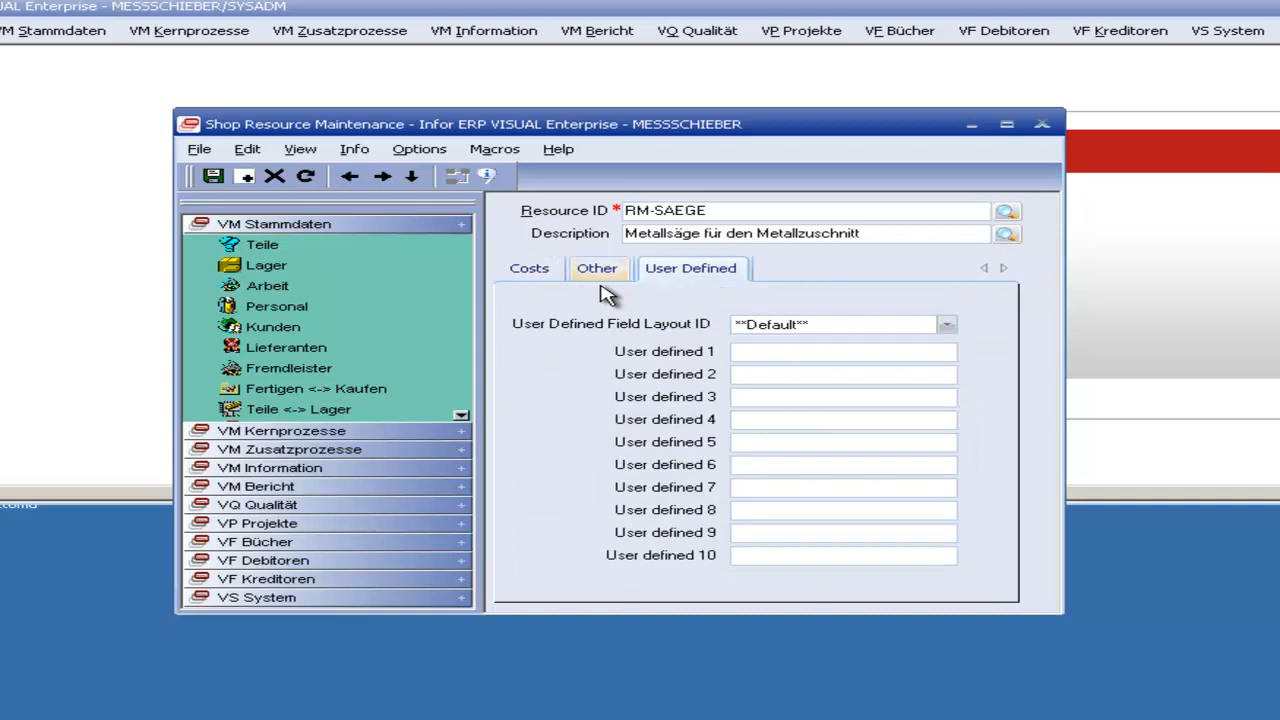 UAL Enterprise - MESSSCHIEBER/SYSADM
VM Stammdaten VM Kernprozesse VM Zusatzprozesse VM Information VM Bericht VQ Qualität VP Projekte VF Bücher VF Debitoren VF Kreditoren VS System
Shop Resource Maintenance - Infor ERP VISUAL Enterprise - MESSSCHIEBER
File Edit View Info Options Macros Help
VM Stammdaten
Teile
Lager
Arbeit
Personal
Kunden
Lieferanten
Fremdleister
Fertigen <-> Kaufen
Teile <-> Lager
VM Kernprozesse
VM Zusatzprozesse
VM Information
VM Bericht
VQ Qualität
VP Projekte
VF Bücher
VF Debitoren
VF Kreditoren
VS System
Resource ID * RM-SAEGE
Description Metallsäge für den Metallzuschnitt
Costs Other User Defined
User Defined Field Layout ID **Default**
User defined 1
User defined 2
User defined 3
User defined 4
User defined 5
User defined 6
User defined 7
User defined 8
User defined 9
User defined 10